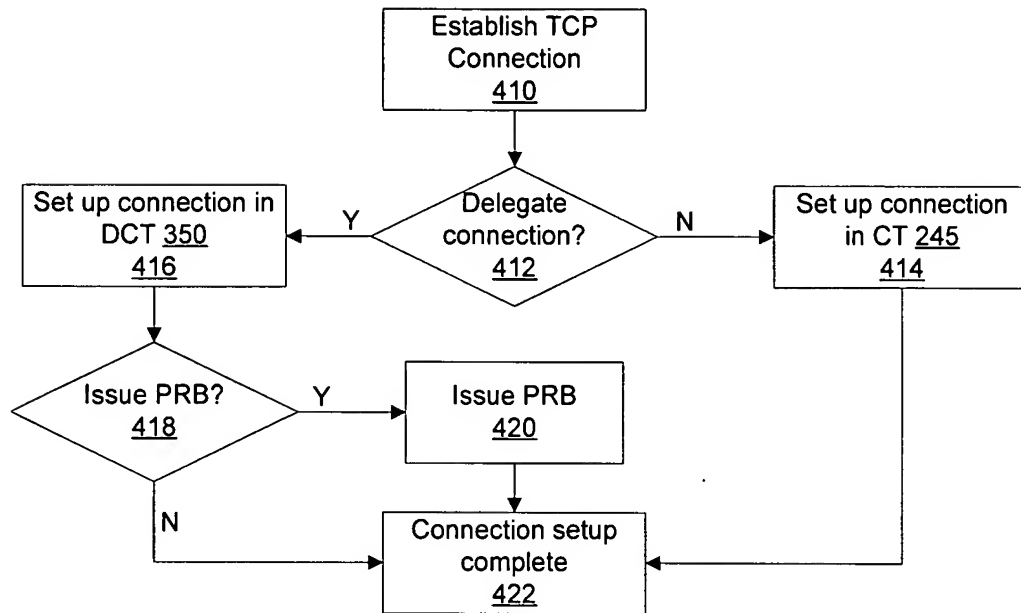 Establish TCP
Connection
410
Delegate
connection?
412
Y
N
Set up connection in
DCT 350
416
Set up connection
in CT 245
414
Issue PRB?
418
Y
N
Issue PRB
420
Connection setup
complete
422